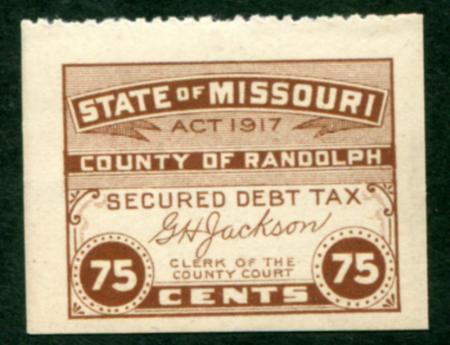 STATE OF MISSOURI
ACT 1917
COUNTY OF RANDOLPH
SECURED DEBT TAX
GH Jackson
CLERK OF THE
COUNTY COURT
75 75
CENTS